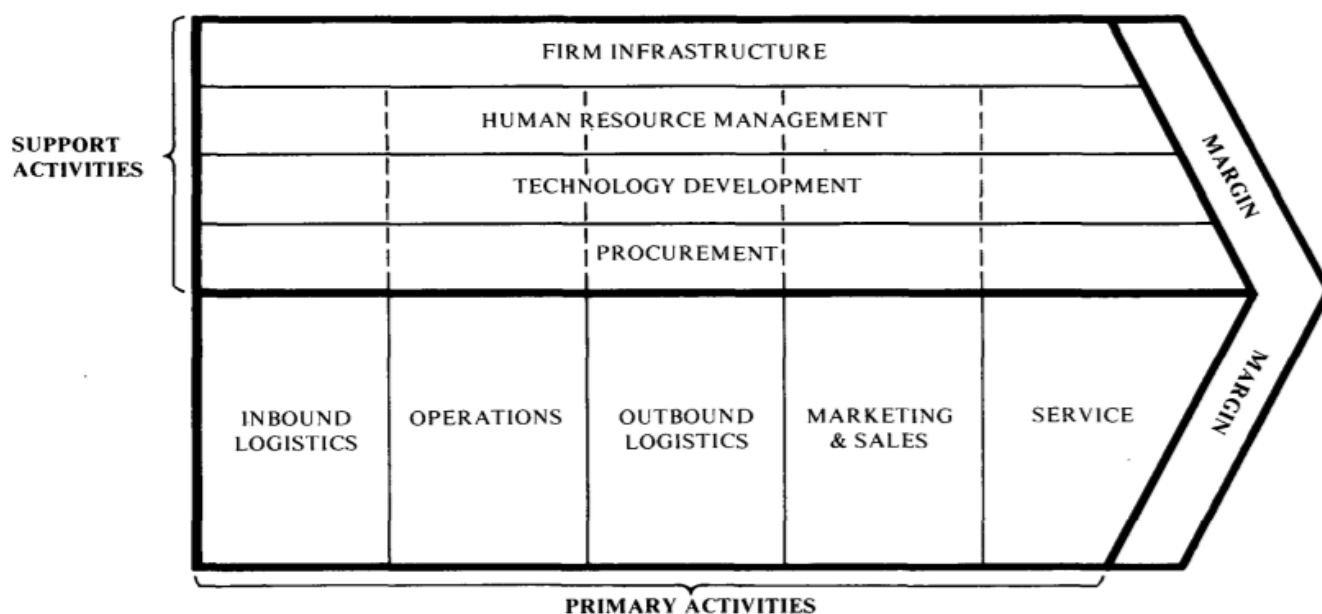 FIRM INFRASTRUCTURE
HUMAN RESOURCE MANAGEMENT
SUPPORT
ACTIVITIES
TECHNOLOGY DEVELOPMENT
PROCUREMENT
MARGIN
INBOUND
LOGISTICS
OPERATIONS
OUTBOUND
LOGISTICS
MARKETING
& SALES
SERVICE
MARGIN
PRIMARY ACTIVITIES